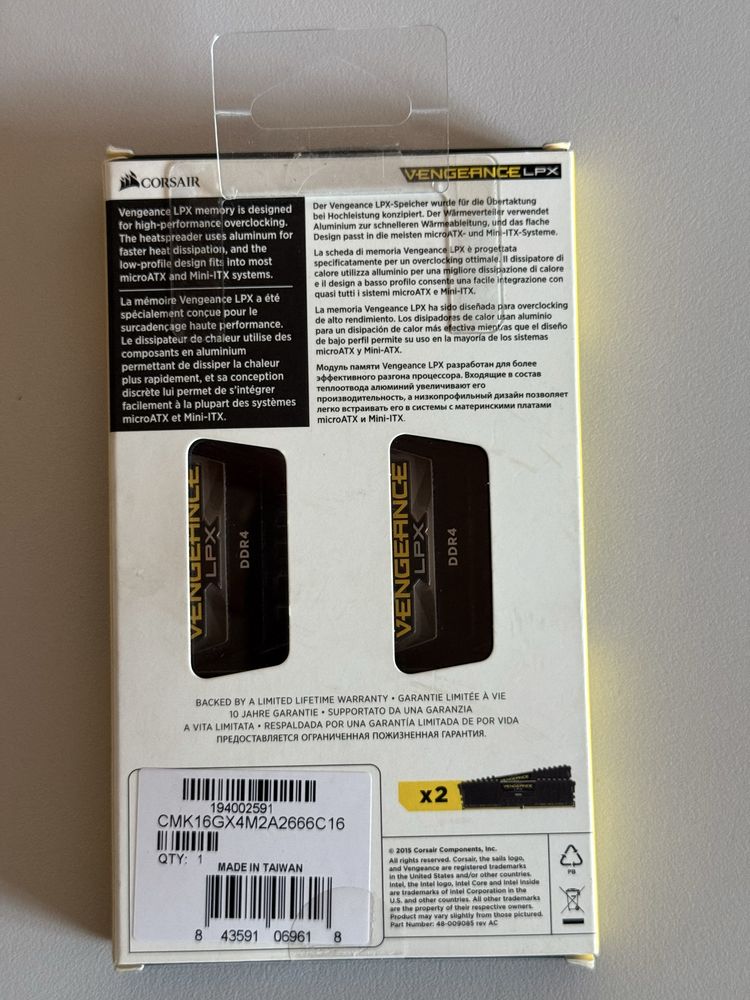 CORSAIR
VENGEANCE LPX
Vengeance LPX memory is designed
for high-performance overclocking.
The heatspreader uses aluminum for
faster heat dissipation, and the
low-profile design fits into most
microATX and Mini-ITX systems.
La mémoire Vengeance LPX a été
spécialement conçue pour le
surcadençage haute performance.
Le dissipateur de chaleur utilise des
composants en aluminium
permettant de dissiper la chaleur
plus rapidement, et sa conception
discrète lui permet de s'intégrer
facilement à la plupart des systèmes
microATX et Mini-ITX.
Der Vengeance LPX-Speicher wurde für die Übertaktung
bei Hochleistung konzipiert. Der Wärmeverteiler verwendet
Aluminium zur schnelleren Wärmeableitung, und das flache
Design passt in die meisten microATX- und Mini-ITX-Systeme.
La scheda di memoria Vengeance LPX è progettata
specificatamente per un overclocking ottimale. Il dissipatore di
calore utilizza alluminio per una migliore dissipazione di calore
e il design a basso profilo consente una facile integrazione con
quasi tutti i sistemi microATX e Mini-ITX.
La memoria Vengeance LPX ha sido diseñada para overclocking
de alto rendimiento. Los disipadores de calor usan aluminio
para un disipación de calor más efectiva mientras que el diseño
de bajo perfil permite su uso en la mayoría de los sistemas
microATX y Mini-ATX.
Модуль памяти Vengeance LPX разработан для более
эффективного разгона процессора. Входящие в состав
теплоотвода алюминий увеличивают его
производительность, а низкопрофильный дизайн позволяет
легко встраивать его в системы с материнскими платами
microATX и Mini-ITX.
VENGEANCE
LPX
DDR4
VENGEANCE
LPX
DDR4
BACKED BY A LIMITED LIFETIME WARRANTY • GARANTIE LIMITÉE À VIE
10 JAHRE GARANTIE • SUPPORTATO DA UNA GARANZIA
A VITA LIMITATA • RESPALDADA POR UNA GARANTÍA LIMITADA DE POR VIDA
ПРЕДОСТАВЛЯЕТСЯ ОГРАНИЧЕННАЯ ПОЖИЗНЕННАЯ ГАРАНТИЯ.
194002591
CMK16GX4M2A2666C16
QTY: 1
MADE IN TAIWAN
8 43591 06961 8
x2
VENGEANCE
© 2015 Corsair Components, Inc.
All rights reserved. Corsair, the sails logo,
and Vengeance are registered trademarks
in the United States and/or other countries.
Intel, the Intel logo, Intel Core and Intel Inside
are trademarks of Intel Corporation in the
U.S. and other countries. All other trademarks
are the property of their respective owners.
Product may vary slightly from those pictured.
Part Number: 48-009085 rev AC
PB